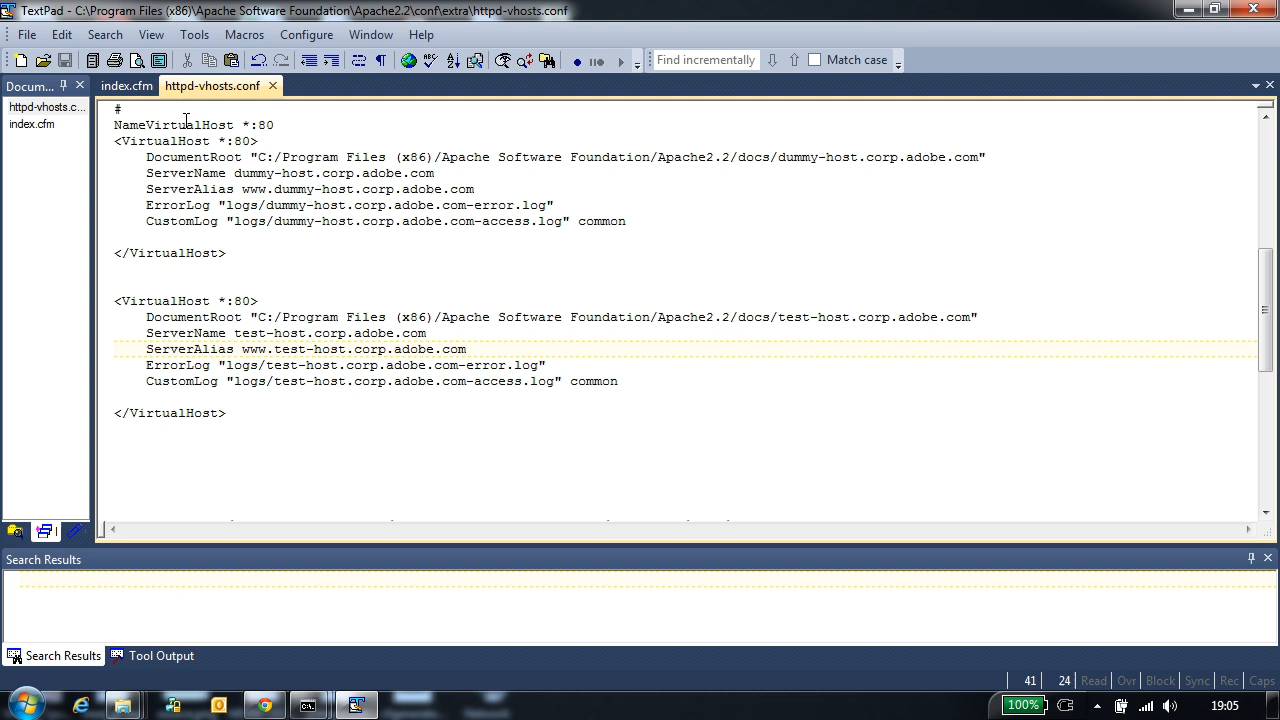 TextPad - C:\Program Files (x86)\Apache Software Foundation\Apache2.2\conf\extra\httpd-vhosts.conf
File Edit Search View Tools Macros Configure Window Help
Find incrementally Match case
Docum...
index.cfm httpd-vhosts.conf
httpd-vhosts.c...
index.cfm
#
NameVirtualHost *:80
<VirtualHost *:80>
DocumentRoot "C:/Program Files (x86)/Apache Software Foundation/Apache2.2/docs/dummy-host.corp.adobe.com"
ServerName dummy-host.corp.adobe.com
ServerAlias www.dummy-host.corp.adobe.com
ErrorLog "logs/dummy-host.corp.adobe.com-error.log"
CustomLog "logs/dummy-host.corp.adobe.com-access.log" common
</VirtualHost>
<VirtualHost *:80>
DocumentRoot "C:/Program Files (x86)/Apache Software Foundation/Apache2.2/docs/test-host.corp.adobe.com"
ServerName test-host.corp.adobe.com
ServerAlias www.test-host.corp.adobe.com
ErrorLog "logs/test-host.corp.adobe.com-error.log"
CustomLog "logs/test-host.corp.adobe.com-access.log" common
</VirtualHost>
Search Results
Search Results Tool Output
41 24 Read Ovr Block Sync Rec Caps
100% 19:05